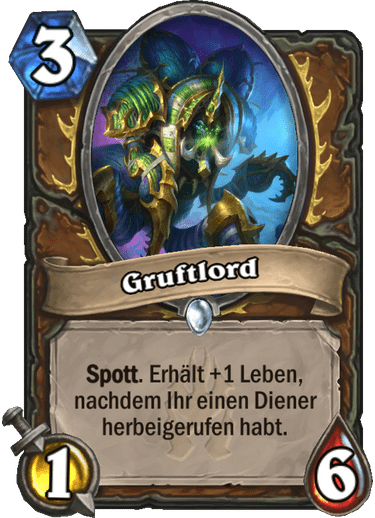 3
Gruftlord
Spott. Erhält +1 Leben,
nachdem Ihr einen Diener
herbeigerufen habt.
1
6